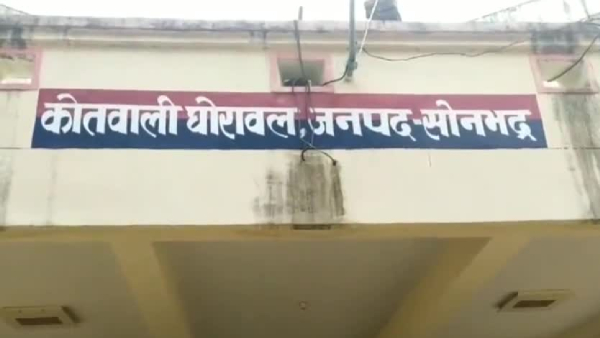 कोतवाली घोरावल, जनपद-सोनभद्र